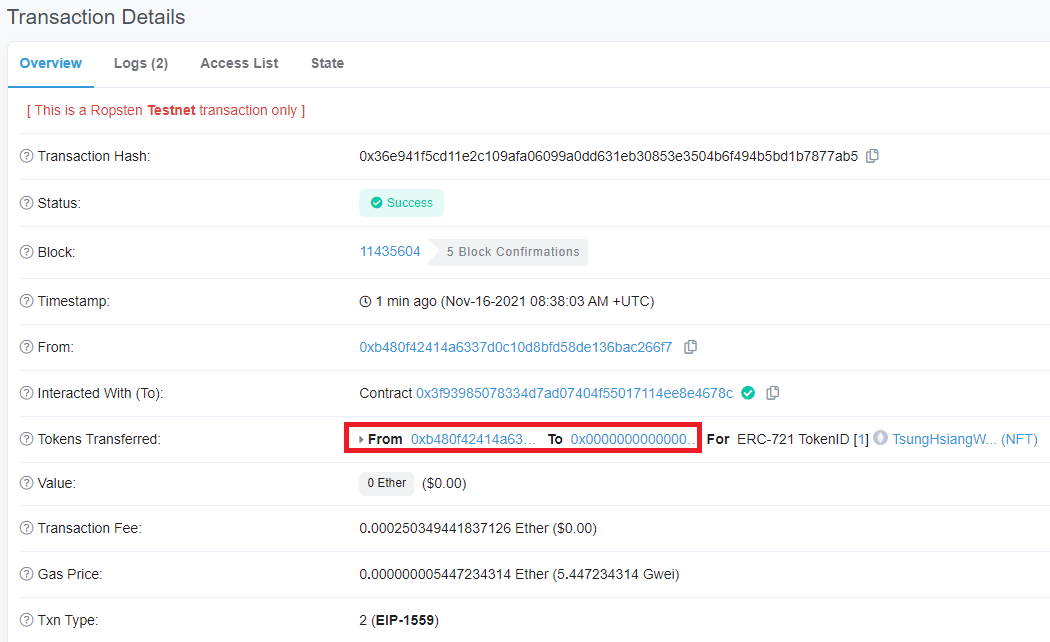 Transaction Details
Overview Logs (2) Access List State
[ This is a Ropsten Testnet transaction only ]
Transaction Hash: 0x36e941f5cd11e2c109afa06099a0dd631eb30853e3504b6f494b5bd1b7877ab5
Status: Success
Block: 11435604 5 Block Confirmations
Timestamp: 1 min ago (Nov-16-2021 08:38:03 AM +UTC)
From: 0xb480f42414a6337d0c10d8bfd58de136bac266f7
Interacted With (To): Contract 0x3f93985078334d7ad07404f55017114ee8e4678c
Tokens Transferred: From 0xb480f42414a63... To 0x0000000000000... For ERC-721 TokenID [1] TsungHsiangW... (NFT)
Value: 0 Ether ($0.00)
Transaction Fee: 0.000250349441837126 Ether ($0.00)
Gas Price: 0.000000005447234314 Ether (5.447234314 Gwei)
Txn Type: 2 (EIP-1559)